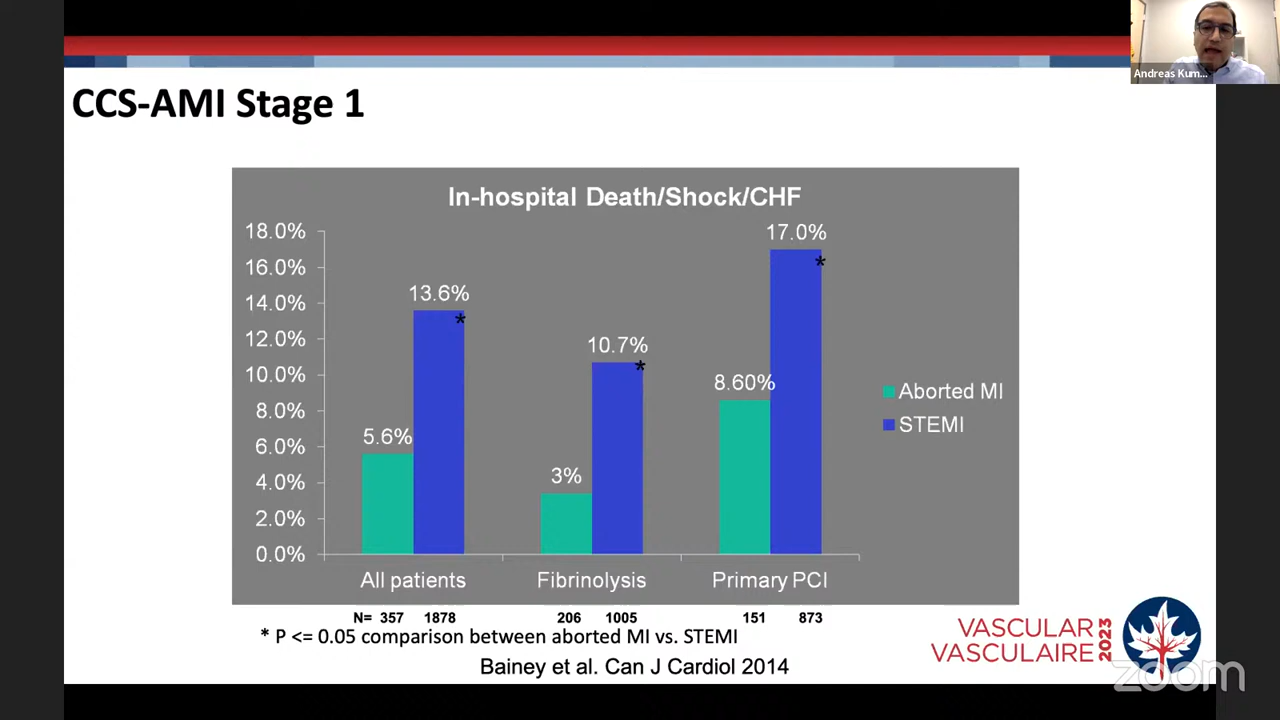 Andreas Kum...
CCS-AMI Stage 1
In-hospital Death/Shock/CHF
18.0%
16.0%
14.0%
12.0%
10.0%
8.0%
6.0%
4.0%
2.0%
0.0%
5.6%
13.6%
*
3%
10.7%
*
8.60%
17.0%
*
Aborted MI
STEMI
All patients
Fibrinolysis
Primary PCI
N= 357 1878 206 1005 151 873
* P <= 0.05 comparison between aborted MI vs. STEMI
Bainey et al. Can J Cardiol 2014
VASCULAR
VASCULAIRE
2023
zoom